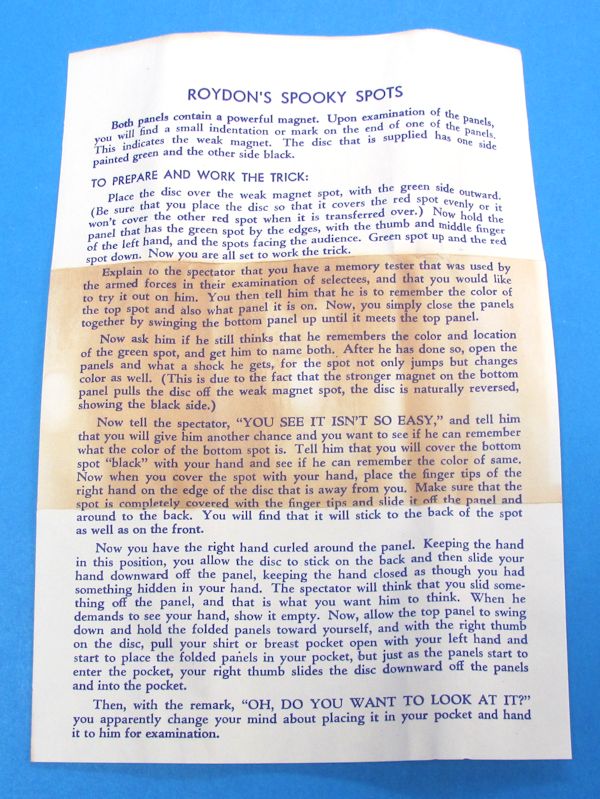 ROYDON'S SPOOKY SPOTS
Both panels contain a powerful magnet. Upon examination of the panels,
you will find a small indentation or mark on the end of one of the panels.
This indicates the weak magnet. The disc that is supplied has one side
painted green and the other side black.
TO PREPARE AND WORK THE TRICK:
Place the disc over the weak magnet spot, with the green side outward.
(Be sure that you place the disc so that it covers the red spot evenly or it
won't cover the other red spot when it is transferred over.) Now hold the
panel that has the green spot by the edges, with the thumb and middle finger
of the left hand, and the spots facing the audience. Green spot up and the red
spot down. Now you are all set to work the trick.
Explain to the spectator that you have a memory tester that was used by
the armed forces in their examination of selectees, and that you would like
to try it out on him. You then tell him that he is to remember the color of
the top spot and also what panel it is on. Now, you simply close the panels
together by swinging the bottom panel up until it meets the top panel.
Now ask him if he still thinks that he remembers the color and location
of the green spot, and get him to name both. After he has done so, open the
panels and what a shock he gets, for the spot not only jumps but changes
color as well. (This is due to the fact that the stronger magnet on the bottom
panel pulls the disc off the weak magnet spot, the disc is naturally reversed,
showing the black side.)
Now tell the spectator, "YOU SEE IT ISN'T SO EASY," and tell him
that you will give him another chance and you want to see if he can remember
what the color of the bottom spot is. Tell him that you will cover the bottom
spot "black" with your hand and see if he can remember the color of same.
Now when you cover the spot with your hand, place the finger tips of the
right hand on the edge of the disc that is away from you. Make sure that the
spot is completely covered with the finger tips and slide it off the panel and
around to the back. You will find that it will stick to the back of the spot
as well as on the front.
Now you have the right hand curled around the panel. Keeping the hand
in this position, you allow the disc to stick on the back and then slide your
hand downward off the panel, keeping the hand closed as though you had
something hidden in your hand. The spectator will think that you slid some-
thing off the panel, and that is what you want him to think. When he
demands to see your hand, show it empty. Now, allow the top panel to swing
down and hold the folded panels toward yourself, and with the right thumb
on the disc, pull your shirt or breast pocket open with your left hand and
start to place the folded panels in your pocket, but just as the panels start to
enter the pocket, your right thumb slides the disc downward off the panels
and into the pocket.
Then, with the remark, "OH, DO YOU WANT TO LOOK AT IT?"
you apparently change your mind about placing it in your pocket and hand
it to him for examination.